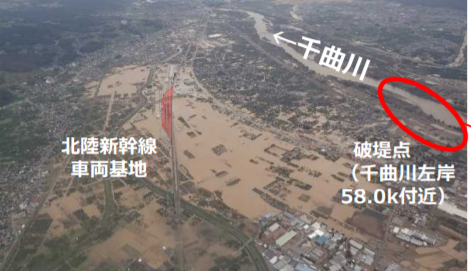 ←千曲川
北陸新幹線
車両基地
破堤点
（千曲川左岸
58.0k付近）